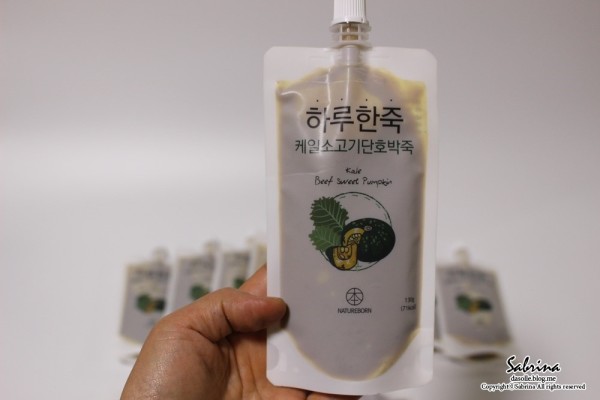 하루한죽
케일소고기단호박죽
Kale
Beef Sweet Pumpkin
本
NATUREBORN
Sabrina
dasolle.blog.me
Copyright ⓒ Sabrina All rights reserved